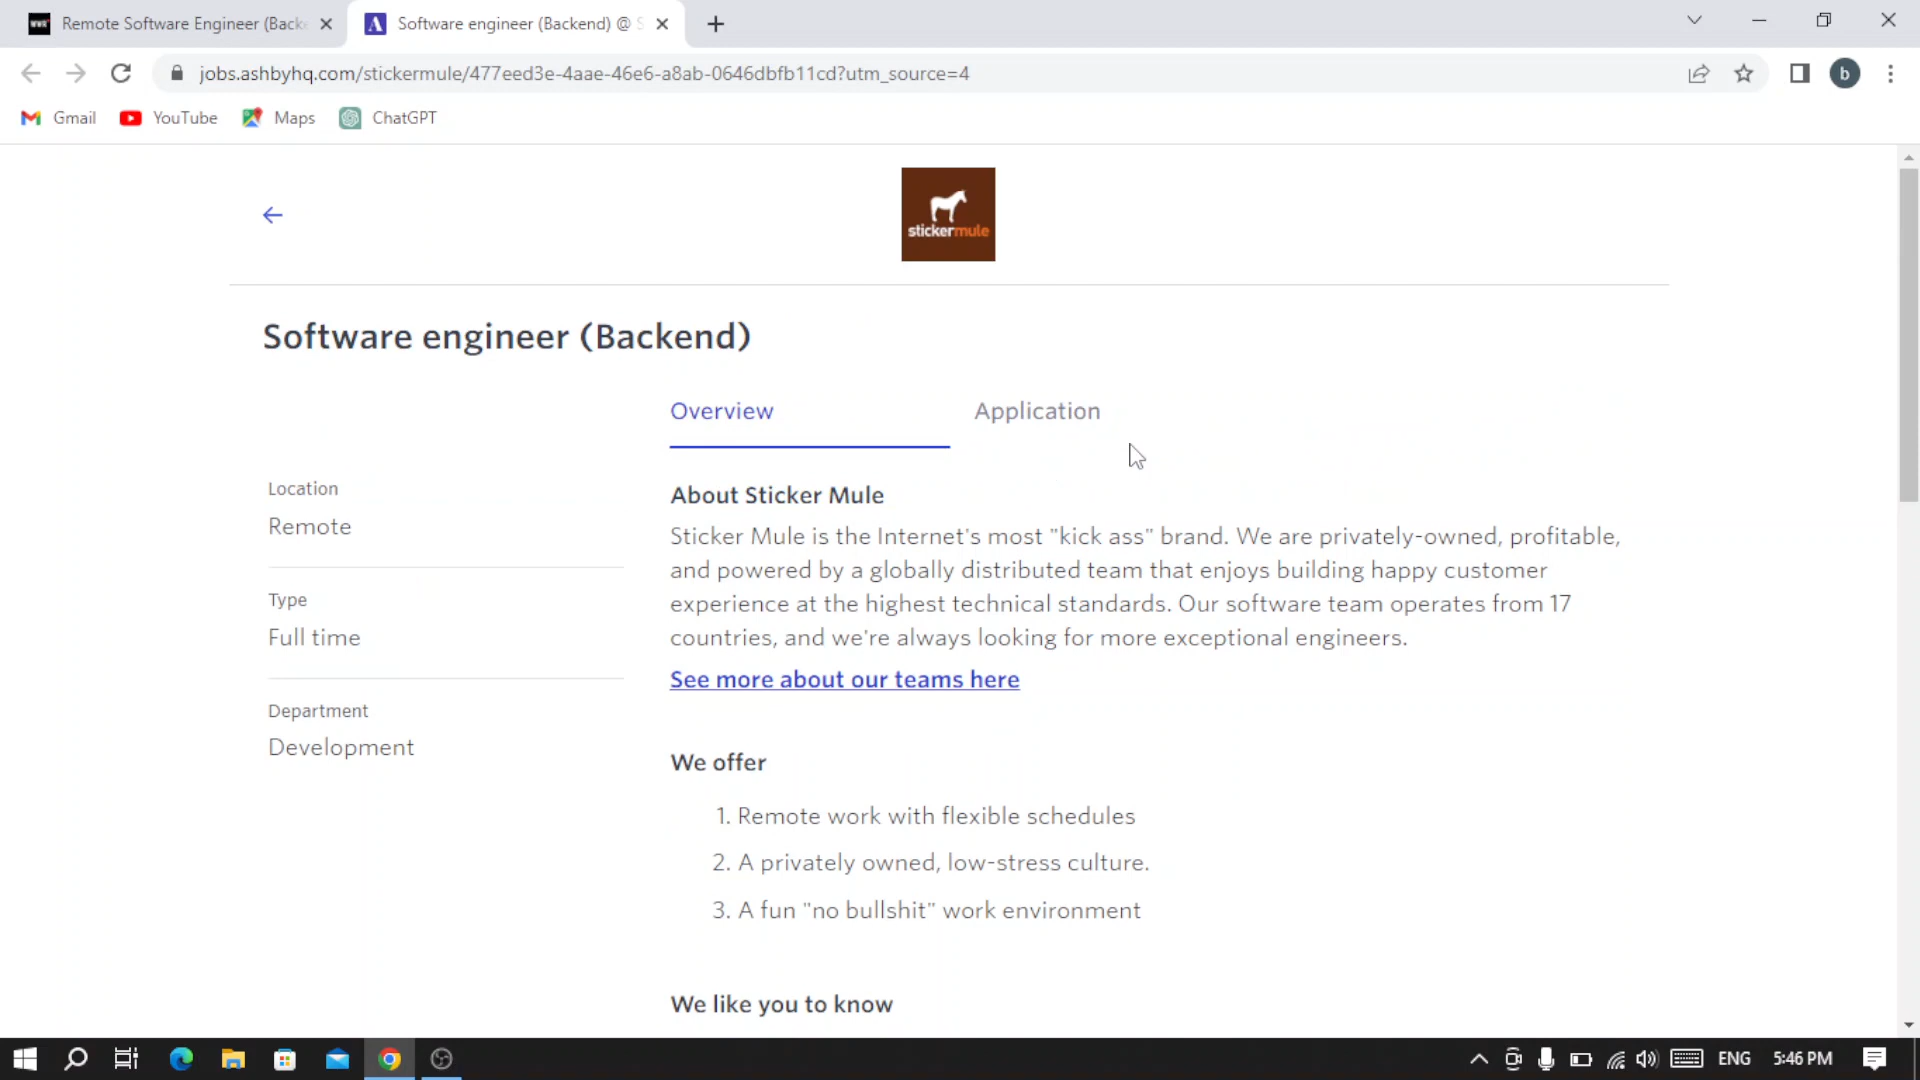 Remote Software Engineer (Backe
Software engineer (Backend) @ S
jobs.ashbyhq.com/stickermule/477eed3e-4aae-46e6-a8ab-0646dbfb11cd?utm_source=4
b
Gmail
YouTube
Maps
ChatGPT
stickermule
Software engineer (Backend)
Overview
Application
Location
Remote
Type
Full time
Department
Development
About Sticker Mule
Sticker Mule is the Internet's most "kick ass" brand. We are privately-owned, profitable,
and powered by a globally distributed team that enjoys building happy customer
experience at the highest technical standards. Our software team operates from 17
countries, and we're always looking for more exceptional engineers.
See more about our teams here
We offer
1. Remote work with flexible schedules
2. A privately owned, low-stress culture.
3. A fun "no bullshit" work environment
We like you to know
ENG
5:46 PM